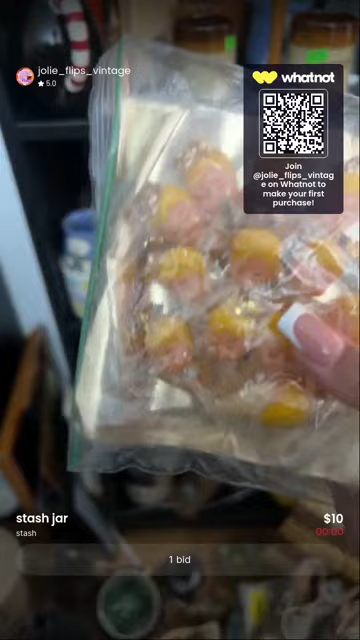 jolie_flips_vintage
★ 5.0
whatnot
Join
@jolie_flips_vintag
e on Whatnot to
make your first
purchase!
stash jar
$10
stash
00:00
1 bid